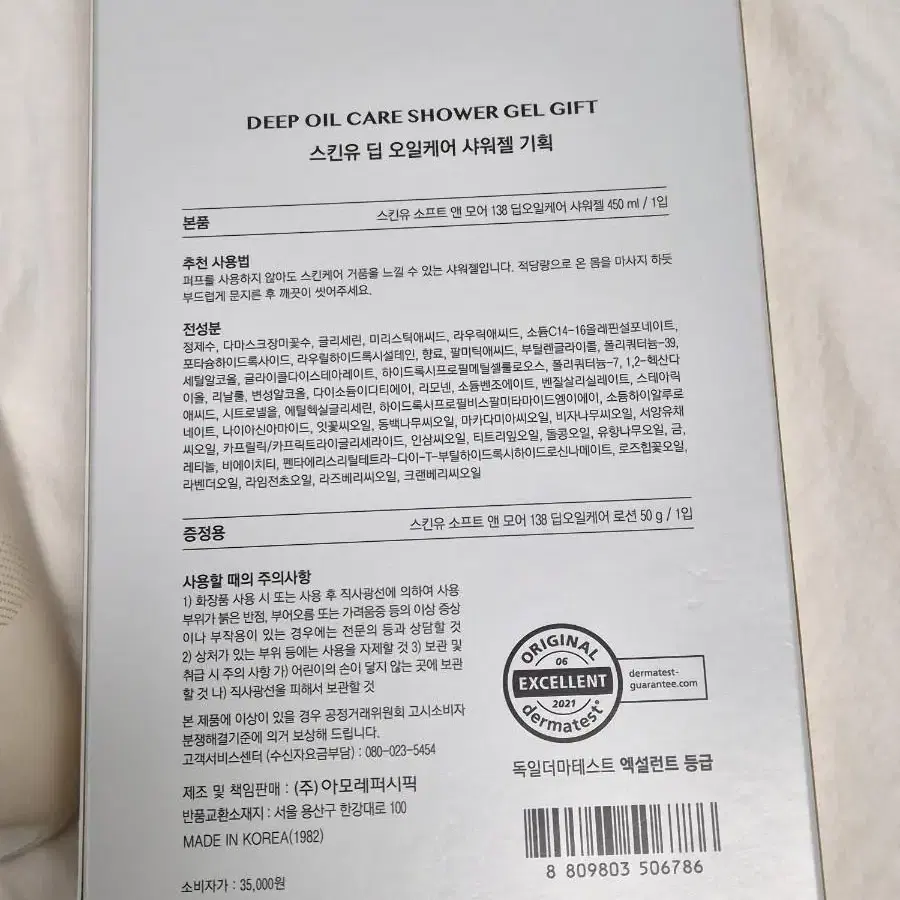 DEEP OIL CARE SHOWER GEL GIFT
스킨유 딥 오일케어 샤워젤 기획
본품 스킨유 소프트 앤 모어 138 딥오일케어 샤워젤 450 ml / 1입
추천 사용법
퍼프를 사용하지 않아도 스킨케어 거품을 느낄 수 있는 샤워젤입니다. 적당량으로 온 몸을 마사지 하듯
부드럽게 문지른 후 깨끗이 씻어주세요.
전성분
정제수, 다마스크장미꽃수, 글리세린, 미리스틱애씨드, 라우릭애씨드, 소듐C14-16올레핀설포네이트,
포타슘하이드록사이드, 라우릴하이드록시설테인, 향료, 팔미틱애씨드, 부틸렌글라이콜, 폴리쿼터늄-39,
세틸알코올, 글라이콜다이스테아레이트, 하이드록시프로필메틸셀룰로오스, 폴리쿼터늄-7, 1,2-헥산다
이올, 리날룰, 변성알코올, 다이소듐이디티에이, 리모넨, 소듐벤조에이트, 벤질살리실레이트, 스테아릭
애씨드, 시트로넬올, 에틸헥실글리세린, 하이드록시프로필비스팔미타마이드엠이에이, 소듐하이알루로
네이트, 나이아신아마이드, 잇꽃씨오일, 동백나무씨오일, 마카다미아씨오일, 비자나무씨오일, 서양유채
씨오일, 카프릴릭/카프릭트라이글리세라이드, 인삼씨오일, 티트리잎오일, 돌콩오일, 유향나무오일, 금,
레티놀, 비에이치티, 펜타에리스리틸테트라-다이-T-부틸하이드록시하이드로신나메이트, 로즈힙꽃오일,
라벤더오일, 라임전초오일, 라즈베리씨오일, 크랜베리씨오일
증정용 스킨유 소프트 앤 모어 138 딥오일케어 로션 50 g / 1입
사용할 때의 주의사항
1) 화장품 사용 시 또는 사용 후 직사광선에 의하여 사용
부위가 붉은 반점, 부어오름 또는 가려움증 등의 이상 증상
이나 부작용이 있는 경우에는 전문의 등과 상담할 것
2) 상처가 있는 부위 등에는 사용을 자제할 것 3) 보관 및
취급 시 주의 사항 가) 어린이의 손이 닿지 않는 곳에 보관
할 것 나) 직사광선을 피해서 보관할 것
본 제품에 이상이 있을 경우 공정거래위원회 고시소비자
분쟁해결기준에 의거 보상해 드립니다.
고객서비스센터 (수신자요금부담) : 080-023-5454
제조 및 책임판매 : (주)아모레퍼시픽
반품교환소재지 : 서울 용산구 한강대로 100
MADE IN KOREA(1982)
소비자가 : 35,000원
ORIGINAL
06
EXCELLENT
2021
dermatest®
dermatest-
guarantee.com
독일더마테스트 엑설런트 등급
8 809803 506786